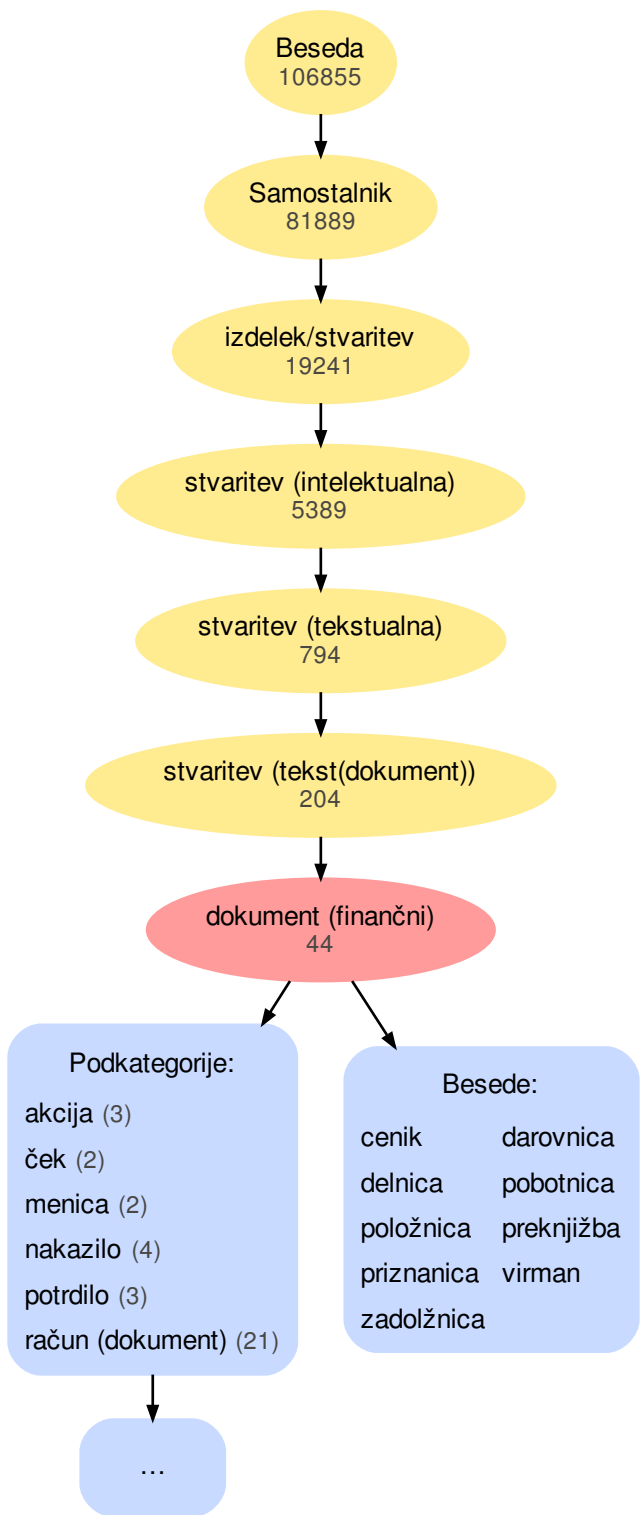 Beseda
106855
Samostalnik
81889
izdelek/stvaritev
19241
stvaritev (intelektualna)
5389
stvaritev (tekstualna)
794
stvaritev (tekst(dokument))
204
dokument (finančni)
44
Podkategorije:
akcija (3)
ček (2)
menica (2)
nakazilo (4)
potrdilo (3)
račun (dokument) (21)
...
Besede:
cenik darovnica
delnica pobotnica
položnica preknjižba
priznanica virman
zadolžnica